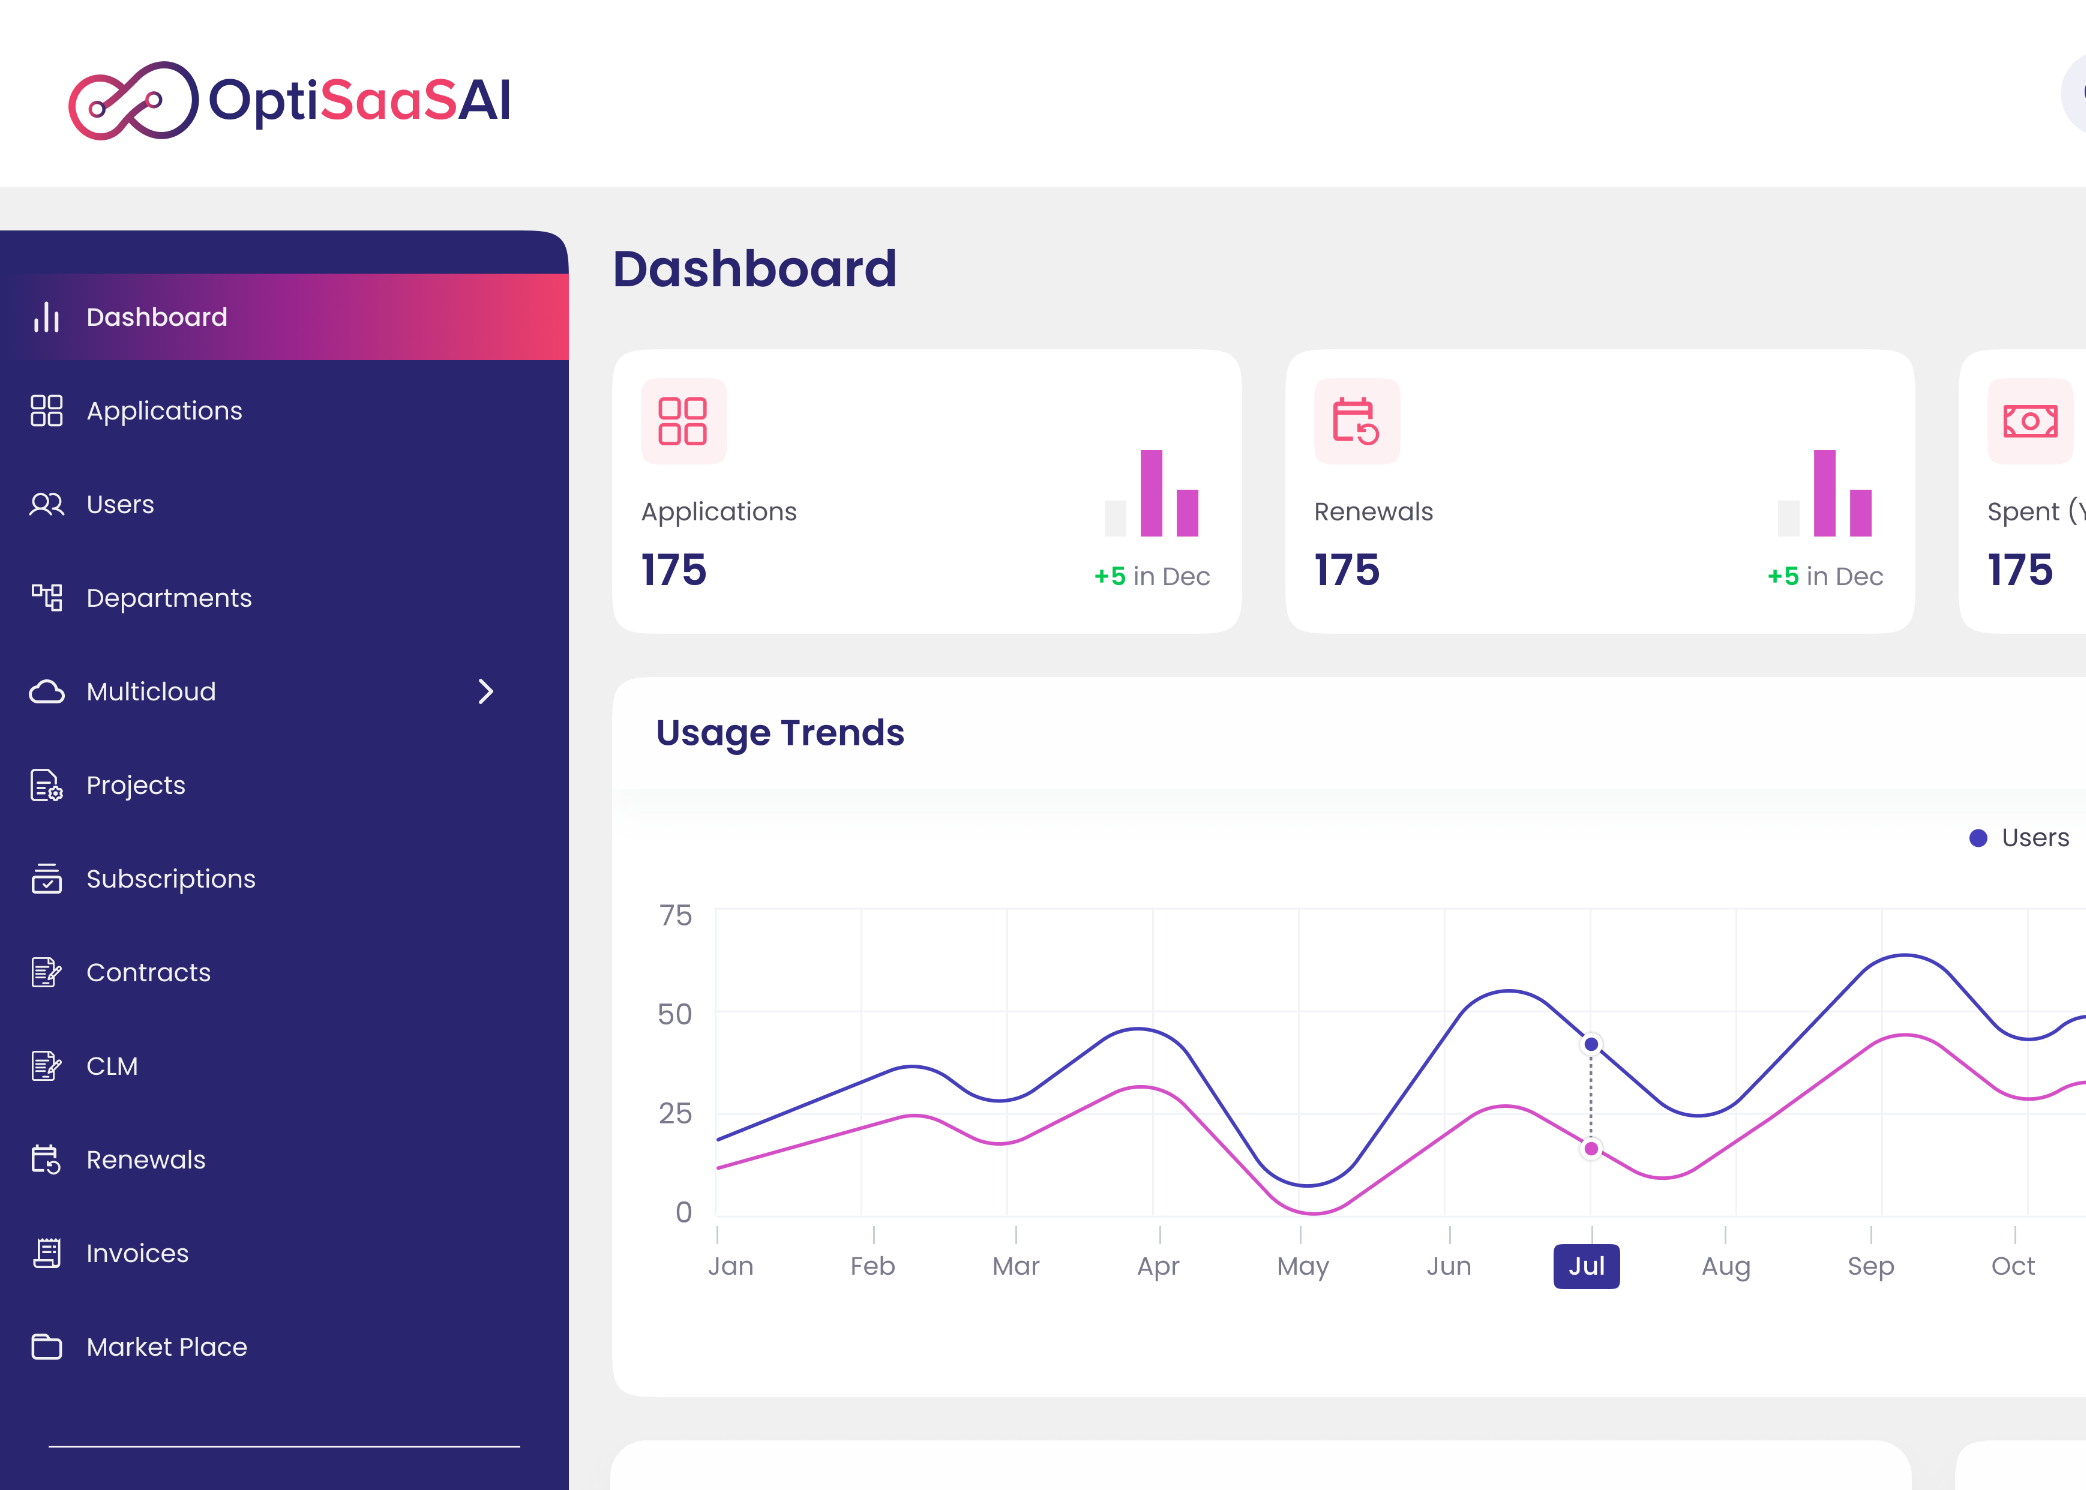 OptiSaaSAI
Dashboard
Applications
Users
Departments
Multicloud
Projects
Subscriptions
Contracts
CLM
Renewals
Invoices
Market Place
Dashboard
Applications
175
+5 in Dec
Renewals
175
+5 in Dec
Spent
175
Usage Trends
Users
75
50
25
0
Jan Feb Mar Apr May Jun Jul Aug Sep Oct